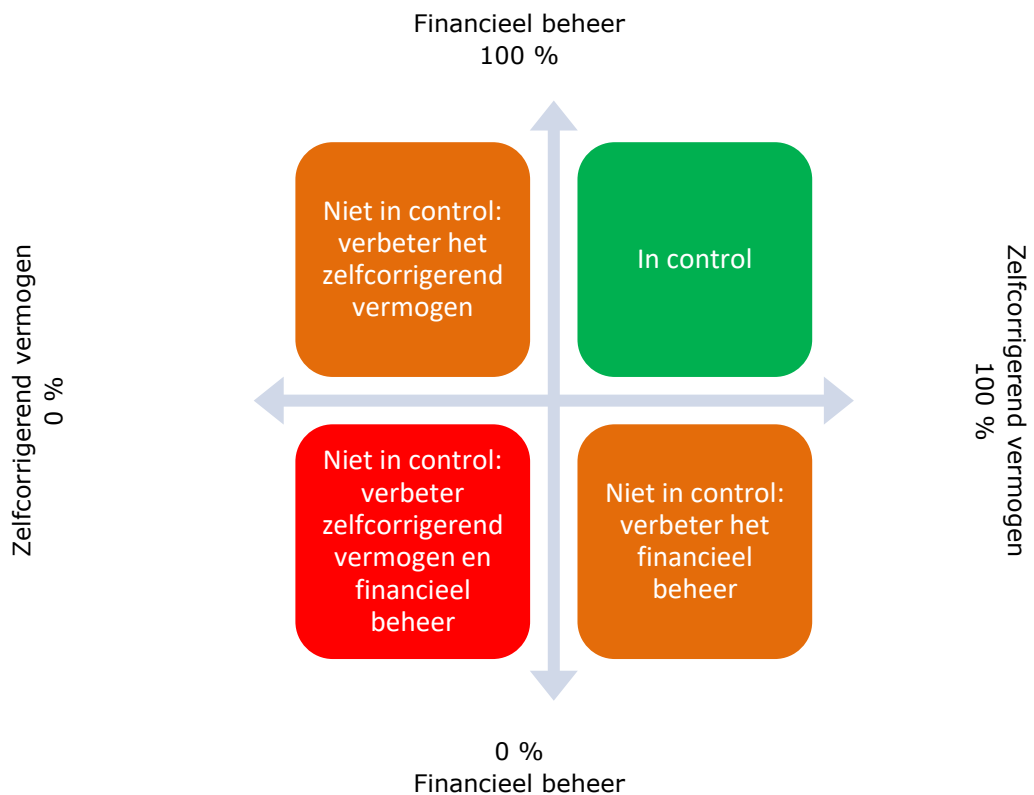 Financieel beheer
100 %
Niet in control:
verbeter het
zelfcorrigerend
vermogen
In control
Zelfcorrigerend vermogen
0 %
Zelfcorrigerend vermogen
100 %
Niet in control:
verbeter
zelfcorrigerend
vermogen en
financieel
beheer
Niet in control:
verbeter het
financieel
beheer
0 %
Financieel beheer